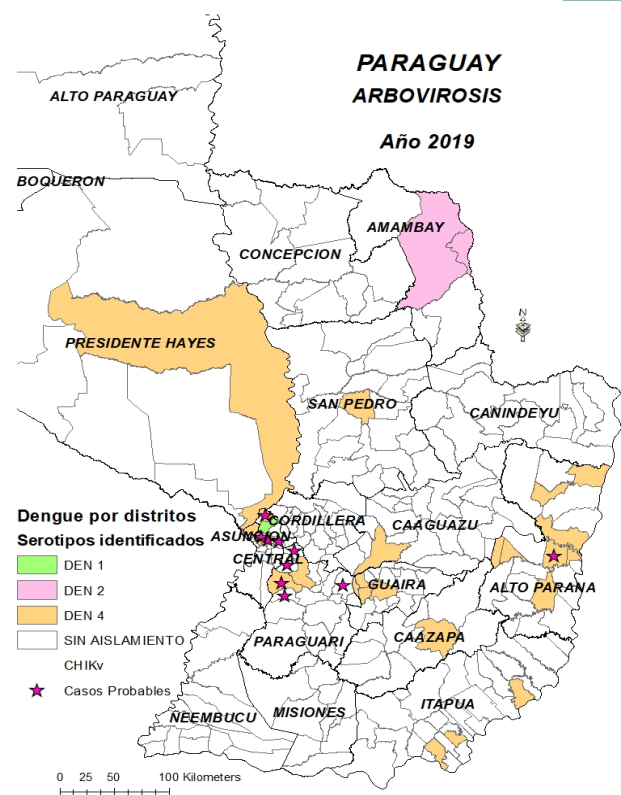 PARAGUAY
ARBOVIROSIS
Año 2019
ALTO PARAGUAY
BOQUERON
AMAMBAY
CONCEPCION
N
PRESIDENTE HAYES
SAN PEDRO
CANINDEYU
CORDILLERA
CAAGUAZU
ASUNCION
CENTRAL
GUAIRA
ALTO PARANA
CAAZAPA
PARAGUARI
ITAPUA
MISIONES
NEEMBUCU
Dengue por distritos
Serotipos identificados
DEN 1
DEN 2
DEN 4
SIN AISLAMIENTO
CHIKv
Casos Probables
0 25 50 100 Kilometers